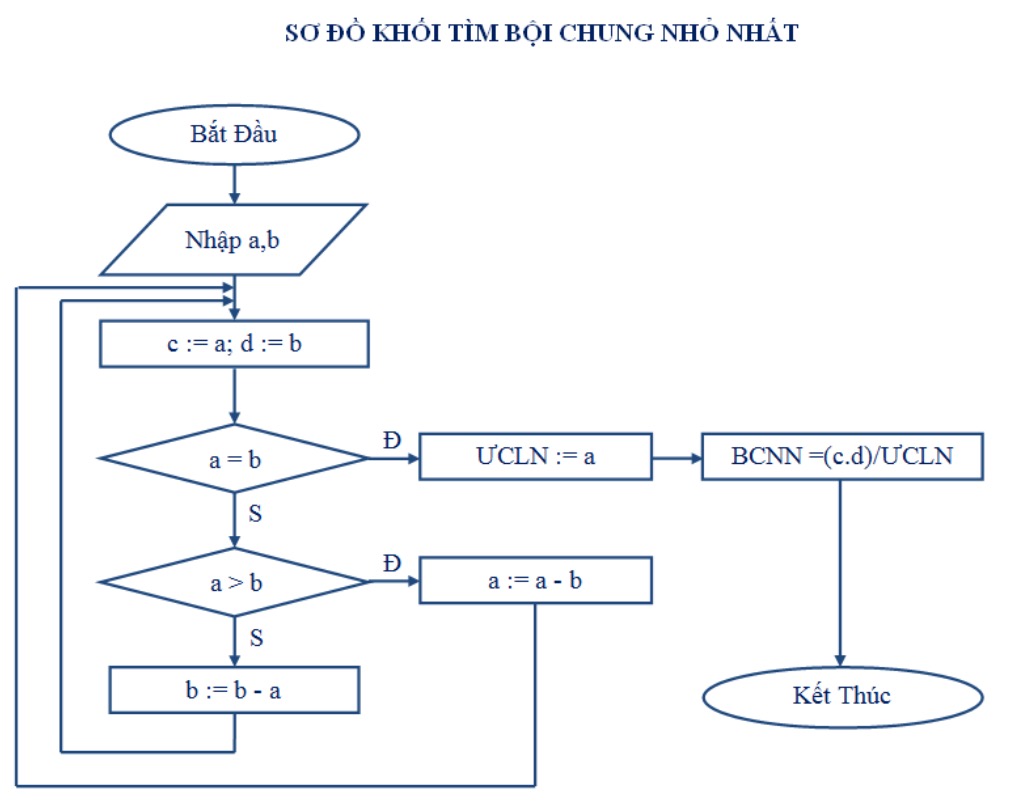 SƠ ĐỒ KHỐI TÌM BỘI CHUNG NHỎ NHẤT
Bắt Đầu
Nhập a,b
c := a; d := b
a = b
Đ
ƯCLN := a
BCNN =(c.d)/ƯCLN
S
a > b
Đ
a := a - b
S
b := b - a
Kết Thúc